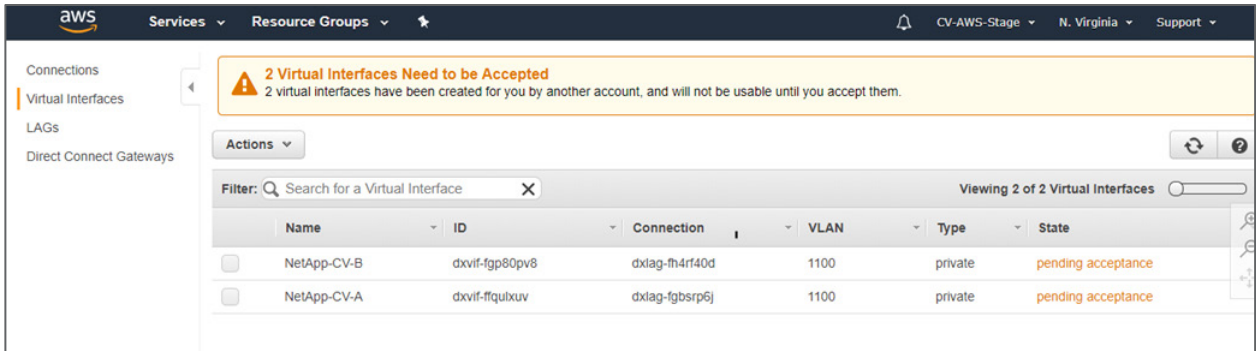 aws Services Resource Groups CV-AWS-Stage N. Virginia Support
Connections
Virtual Interfaces
LAGs
Direct Connect Gateways
2 Virtual Interfaces Need to be Accepted
2 virtual interfaces have been created for you by another account, and will not be usable until you accept them.
Actions
Filter: Search for a Virtual Interface Viewing 2 of 2 Virtual Interfaces
Name ID Connection VLAN Type State
NetApp-CV-B dxvif-fgp80pv8 dxlag-fh4rf40d 1100 private pending acceptance
NetApp-CV-A dxvif-ffqulxuv dxlag-fgbsrp6j 1100 private pending acceptance